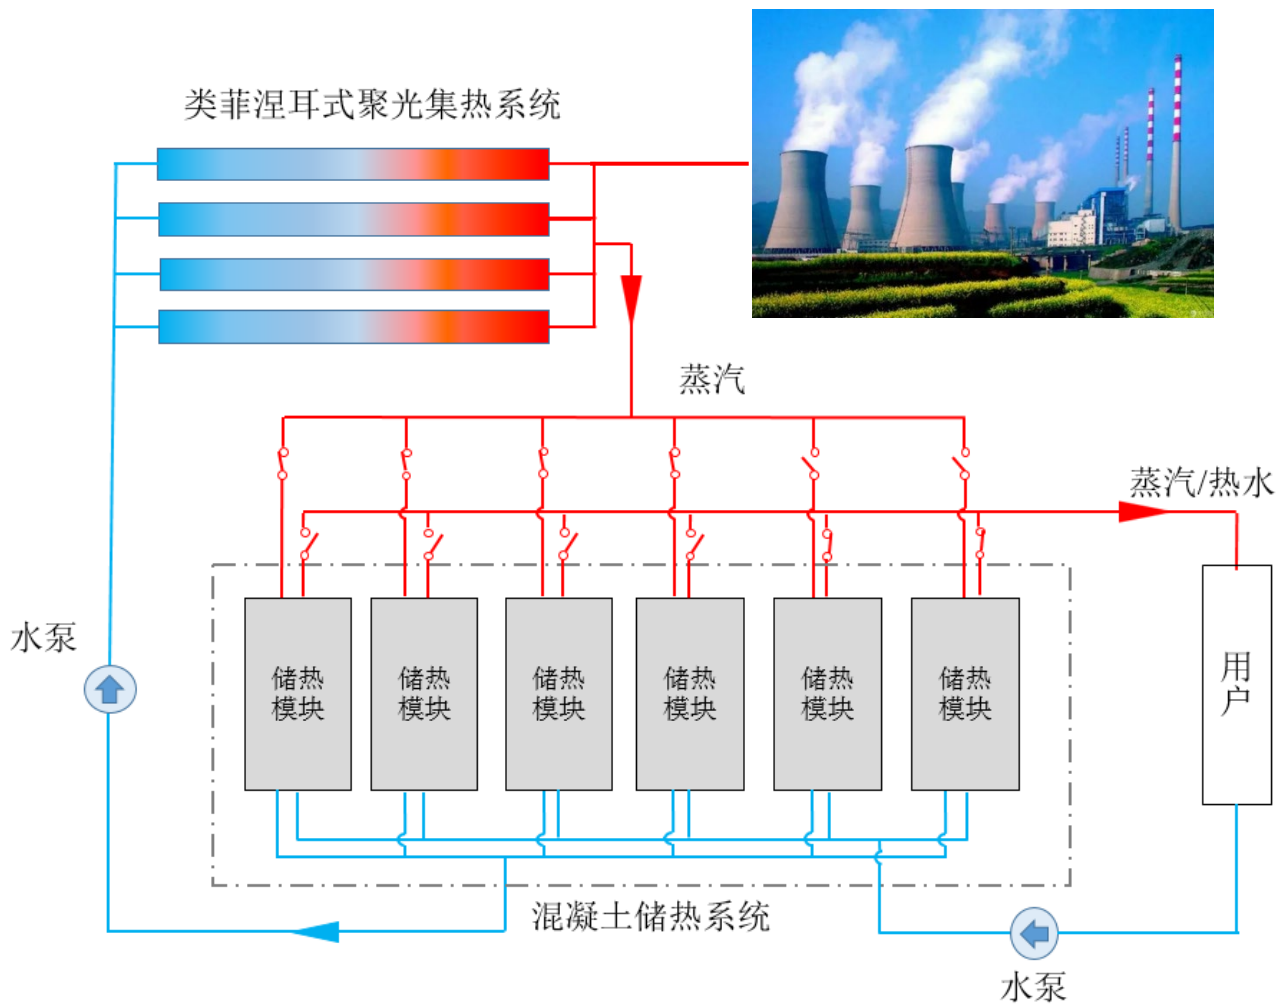 类菲涅耳式聚光集热系统
蒸汽
蒸汽/热水
水泵
储热
模块
储热
模块
储热
模块
储热
模块
储热
模块
储热
模块
用
户
混凝土储热系统
水泵